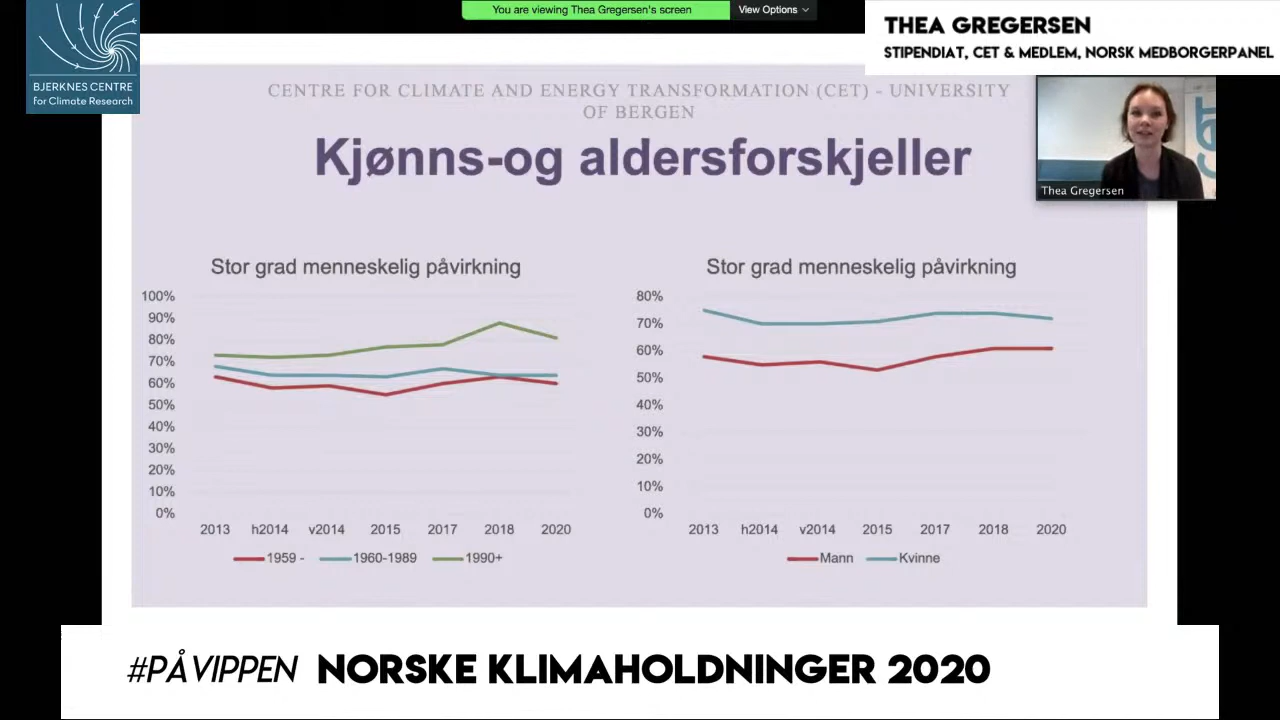 You are viewing Thea Gregersen's screen
View Options
THEA GREGERSEN
STIPENDIAT, CET & MEDLEM, NORSK MEDBORGERPANEL
BJERKNES CENTRE
for Climate Research
CENTRE FOR CLIMATE AND ENERGY TRANSFORMATION (CET) - UNIVERSITY
OF BERGEN
Kjønns-og aldersforskjeller
cet
Thea Gregersen
Stor grad menneskelig påvirkning
100%
90%
80%
70%
60%
50%
40%
30%
20%
10%
0%
2013 h2014 v2014 2015 2017 2018 2020
1959 - 1960-1989 1990+
Stor grad menneskelig påvirkning
80%
70%
60%
50%
40%
30%
20%
10%
0%
2013 h2014 v2014 2015 2017 2018 2020
Mann Kvinne
#PÅVIPPEN NORSKE KLIMAHOLDNINGER 2020